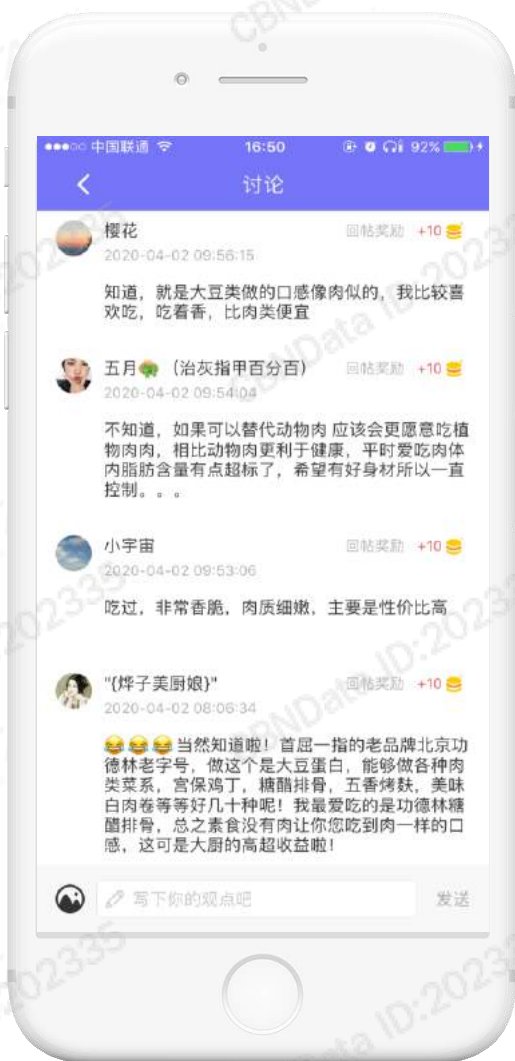 中国联通 16:50 92%
讨论
樱花 回帖奖励 +10
2020-04-02 09:56:15
知道，就是大豆类做的口感像肉似的，我比较喜
欢吃，吃着香，比肉类便宜
五月（治灰指甲百分百） 回帖奖励 +10
2020-04-02 09:54:04
不知道，如果可以替代动物肉 应该会更愿意吃植
物肉肉，相比动物肉更利于健康，平时爱吃肉体
内脂肪含量有点超标了，希望有好身材所以一直
控制。。。
小宇宙 回帖奖励 +10
2020-04-02 09:53:06
吃过，非常香脆，肉质细嫩，主要是性价比高
"{烨子美厨娘}" 回帖奖励 +10
2020-04-02 08:06:34
😂😂😂当然知道啦！首屈一指的老品牌北京功
德林老字号，做这个是大豆蛋白，能够做各种肉
类菜系，宫保鸡丁，糖醋排骨，五香烤麸，美味
白肉卷等等好几十种呢！我最爱吃的是功德林糖
醋排骨，总之素食没有肉让你您吃到肉一样的口
感，这可是大厨的高超收益啦！
写下你的观点吧 发送
CBNData ID:202335